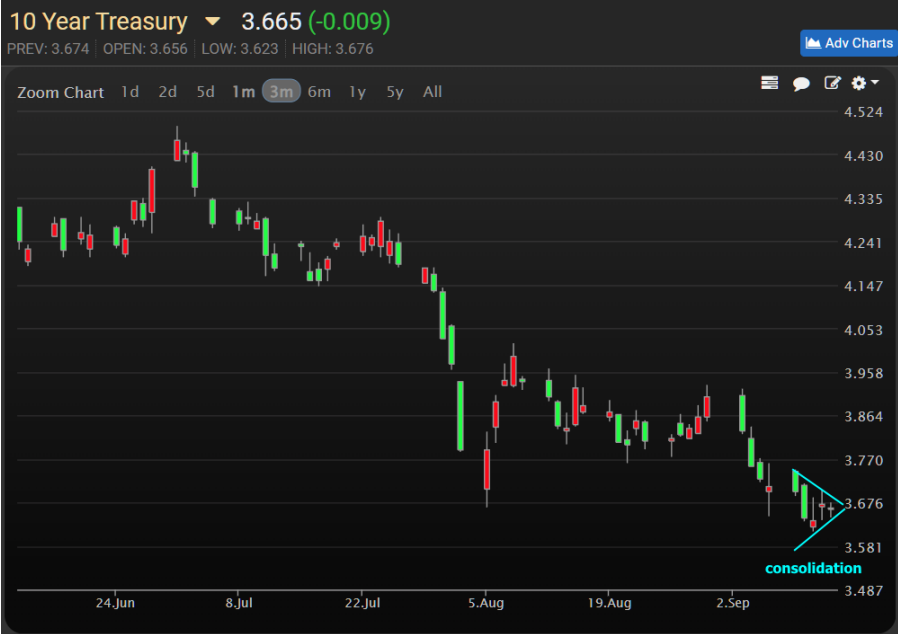 10 Year Treasury 3.665 (-0.009)
PREV: 3.674 OPEN: 3.656 LOW: 3.623 HIGH: 3.676
Adv Charts
Zoom Chart 1d 2d 5d 1m 3m 6m 1y 5y All
4.524
4.430
4.335
4.241
4.147
4.053
3.958
3.864
3.770
3.676
3.581
consolidation
3.487
24.Jun 8.Jul 22.Jul 5.Aug 19.Aug 2.Sep